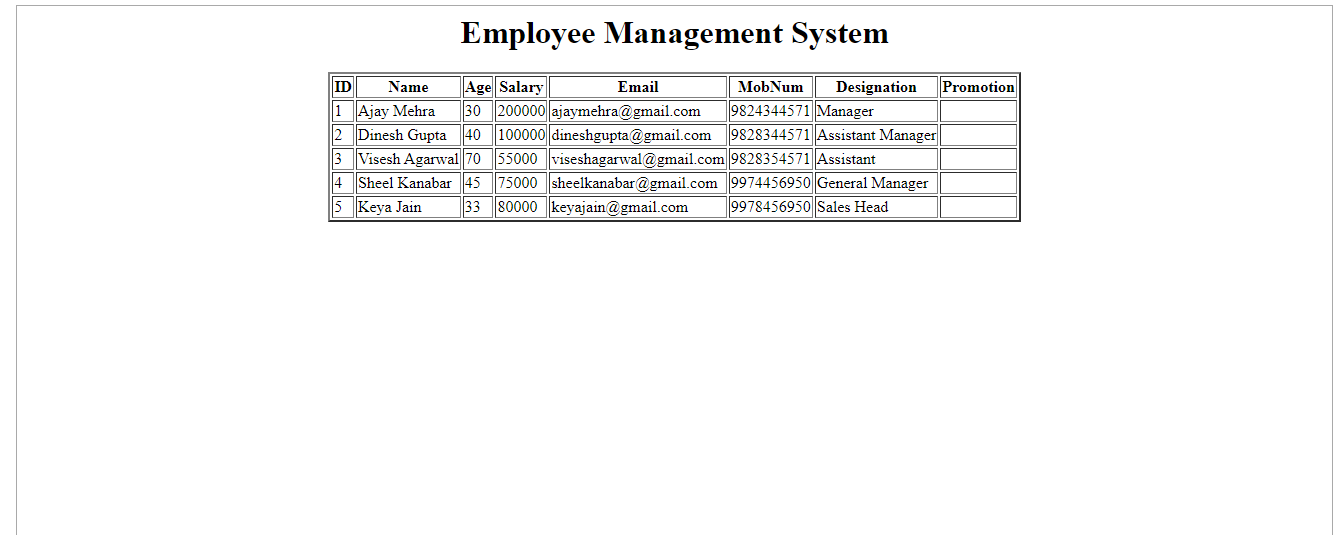 Employee Management System
ID Name Age Salary Email MobNum Designation Promotion
1 Ajay Mehra 30 200000 ajaymehra@gmail.com 9824344571 Manager
2 Dinesh Gupta 40 100000 dineshgupta@gmail.com 9828344571 Assistant Manager
3 Visesh Agarwal 70 55000 viseshagarwal@gmail.com 9828354571 Assistant
4 Sheel Kanabar 45 75000 sheelkanabar@gmail.com 9974456950 General Manager
5 Keya Jain 33 80000 keyajain@gmail.com 9978456950 Sales Head